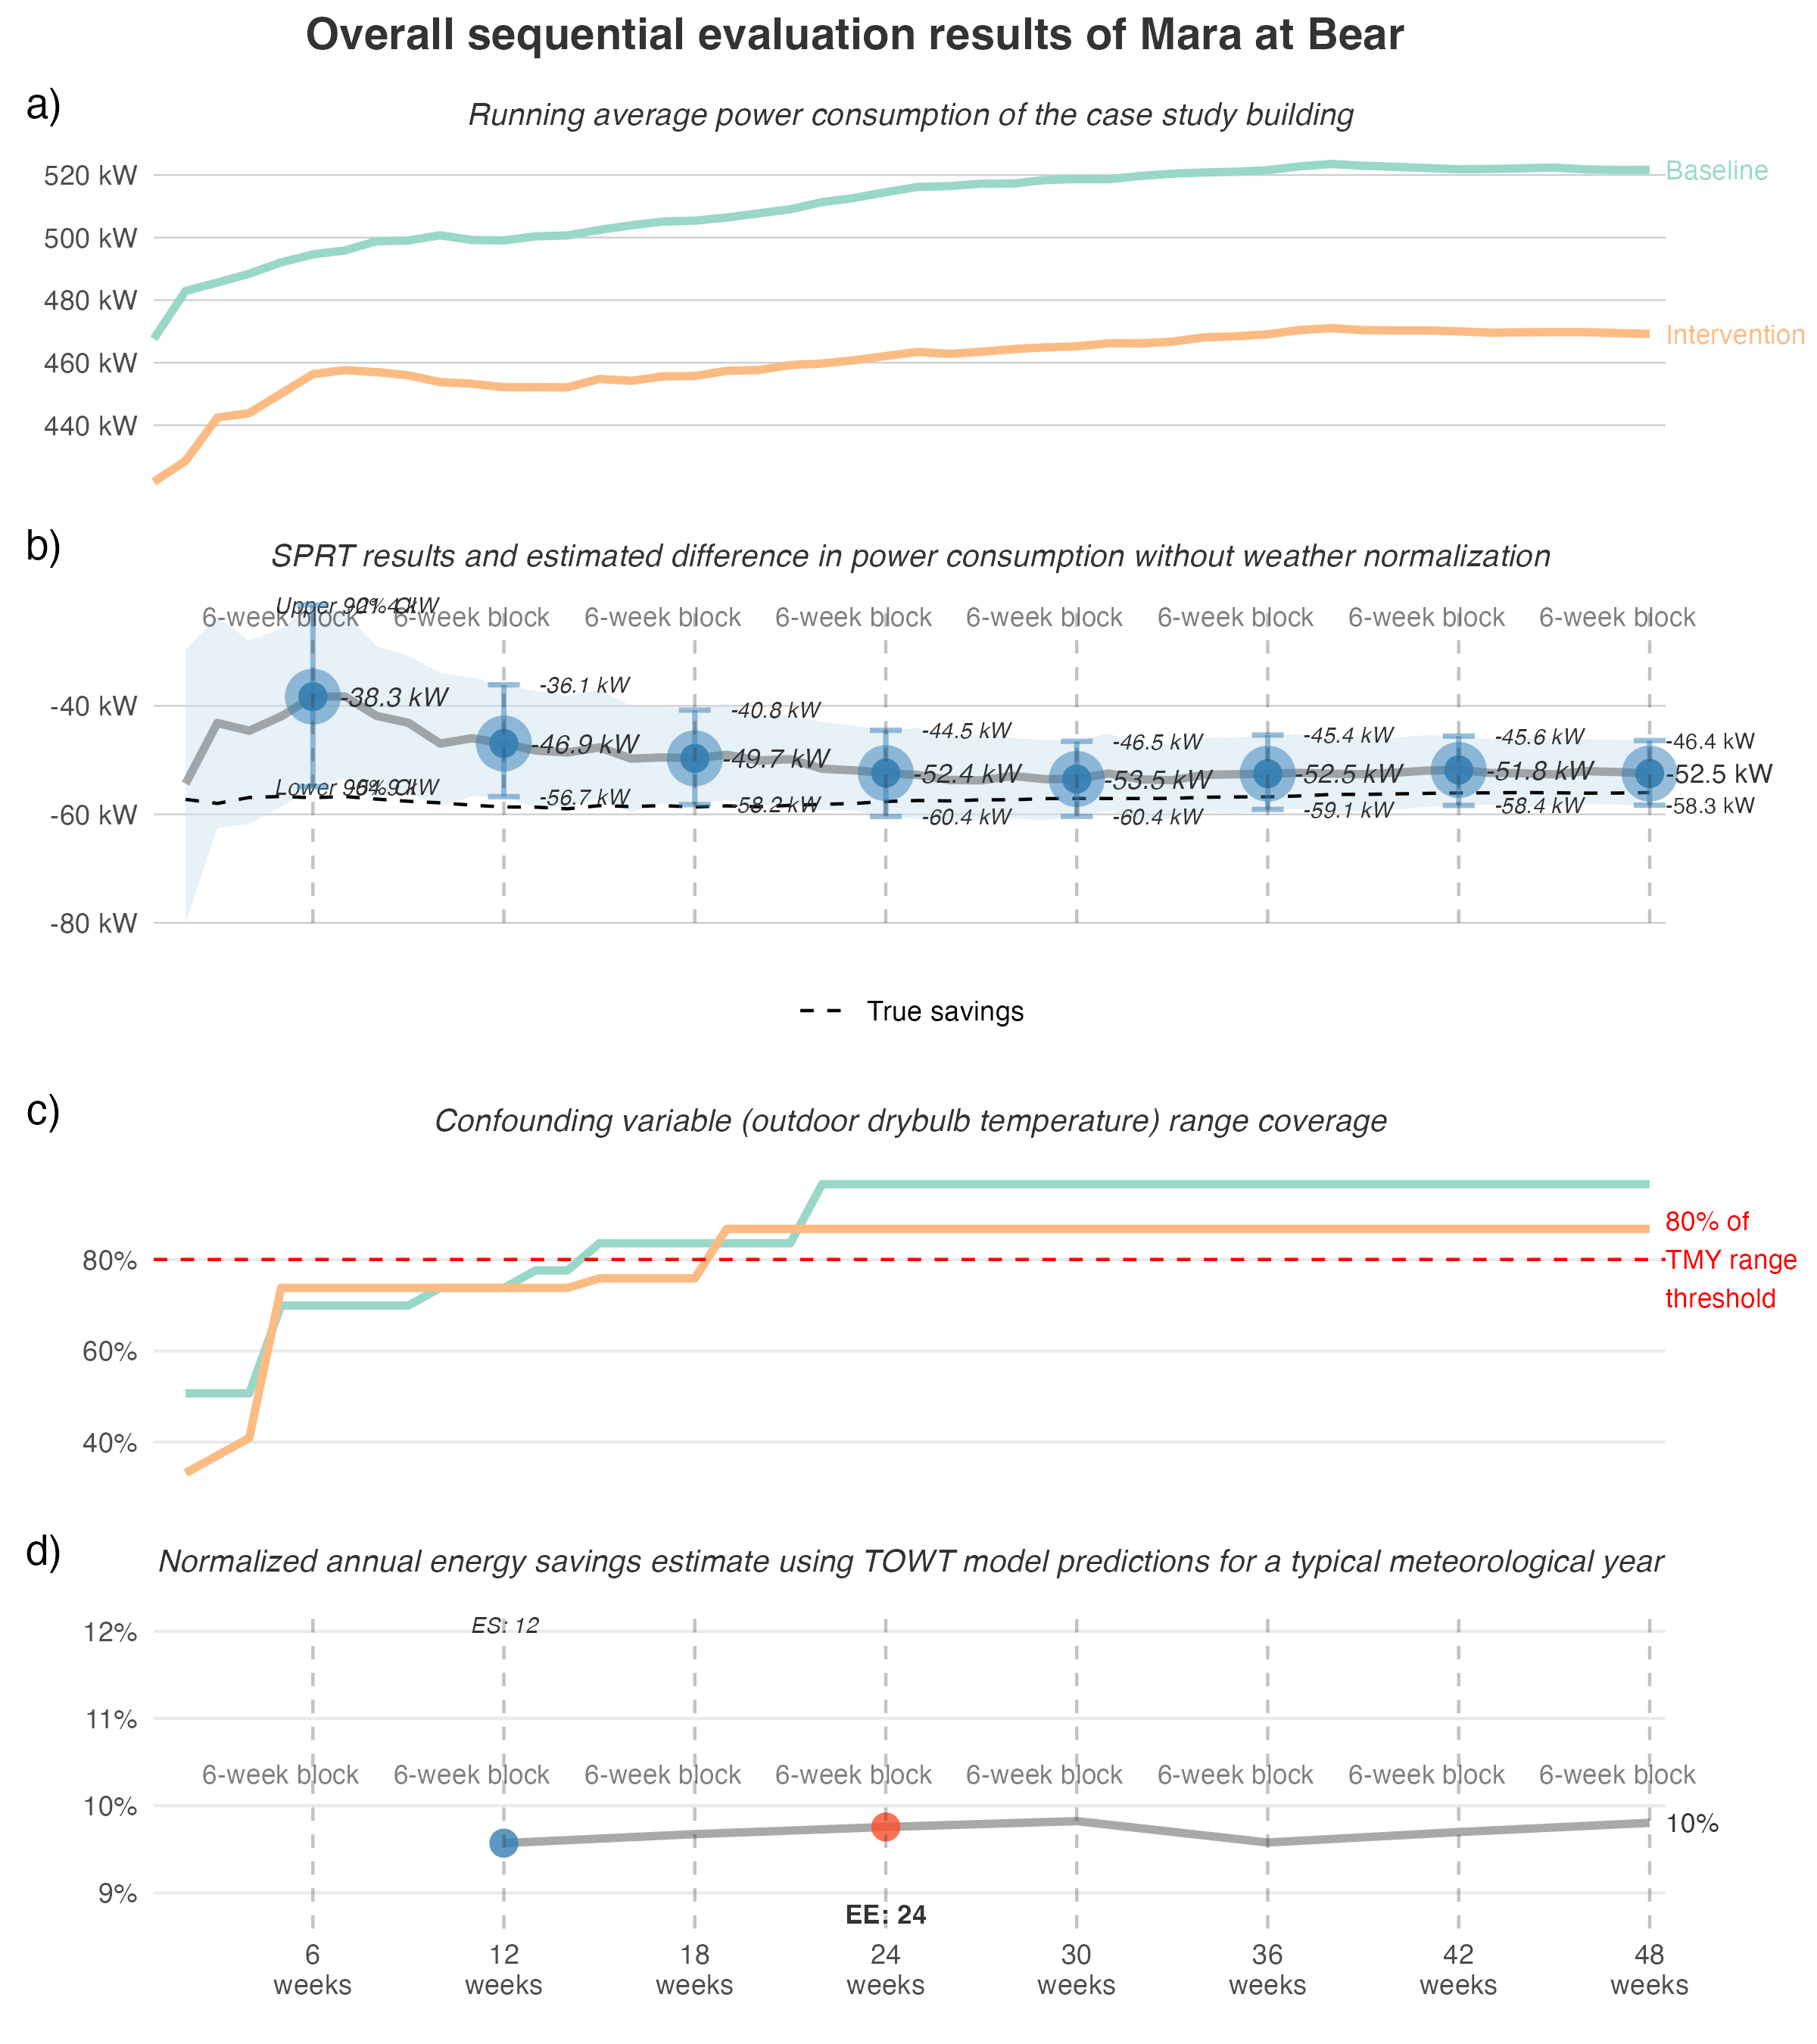 Overall sequential evaluation results of Mara at Bear
a)
Running average power consumption of the case study building
520 kW
500 kW
480 kW
460 kW
440 kW
Baseline
Intervention
b)
SPRT results and estimated difference in power consumption without weather normalization
6-week block 6-week block 6-week block 6-week block 6-week block 6-week block 6-week block 6-week block
Upper 90% CI
-40 kW
-60 kW
-80 kW
-38.3 kW
Lower 90% CI
-36.1 kW
-46.9 kW
-56.7 kW
-40.8 kW
-49.7 kW
-58.2 kW
-44.5 kW
-52.4 kW
-60.4 kW
-46.5 kW
-53.5 kW
-60.4 kW
-45.4 kW
-52.5 kW
-59.1 kW
-45.6 kW
-51.8 kW
-58.4 kW
-46.4 kW
-52.5 kW
-58.3 kW
True savings
c)
Confounding variable (outdoor drybulb temperature) range coverage
80%
60%
40%
80% of
TMY range
threshold
d)
Normalized annual energy savings estimate using TOWT model predictions for a typical meteorological year
12%
11%
10%
9%
ES: 12
6-week block 6-week block 6-week block 6-week block 6-week block 6-week block 6-week block 6-week block
10%
EE: 24
6 12 18 24 30 36 42 48
weeks weeks weeks weeks weeks weeks weeks weeks